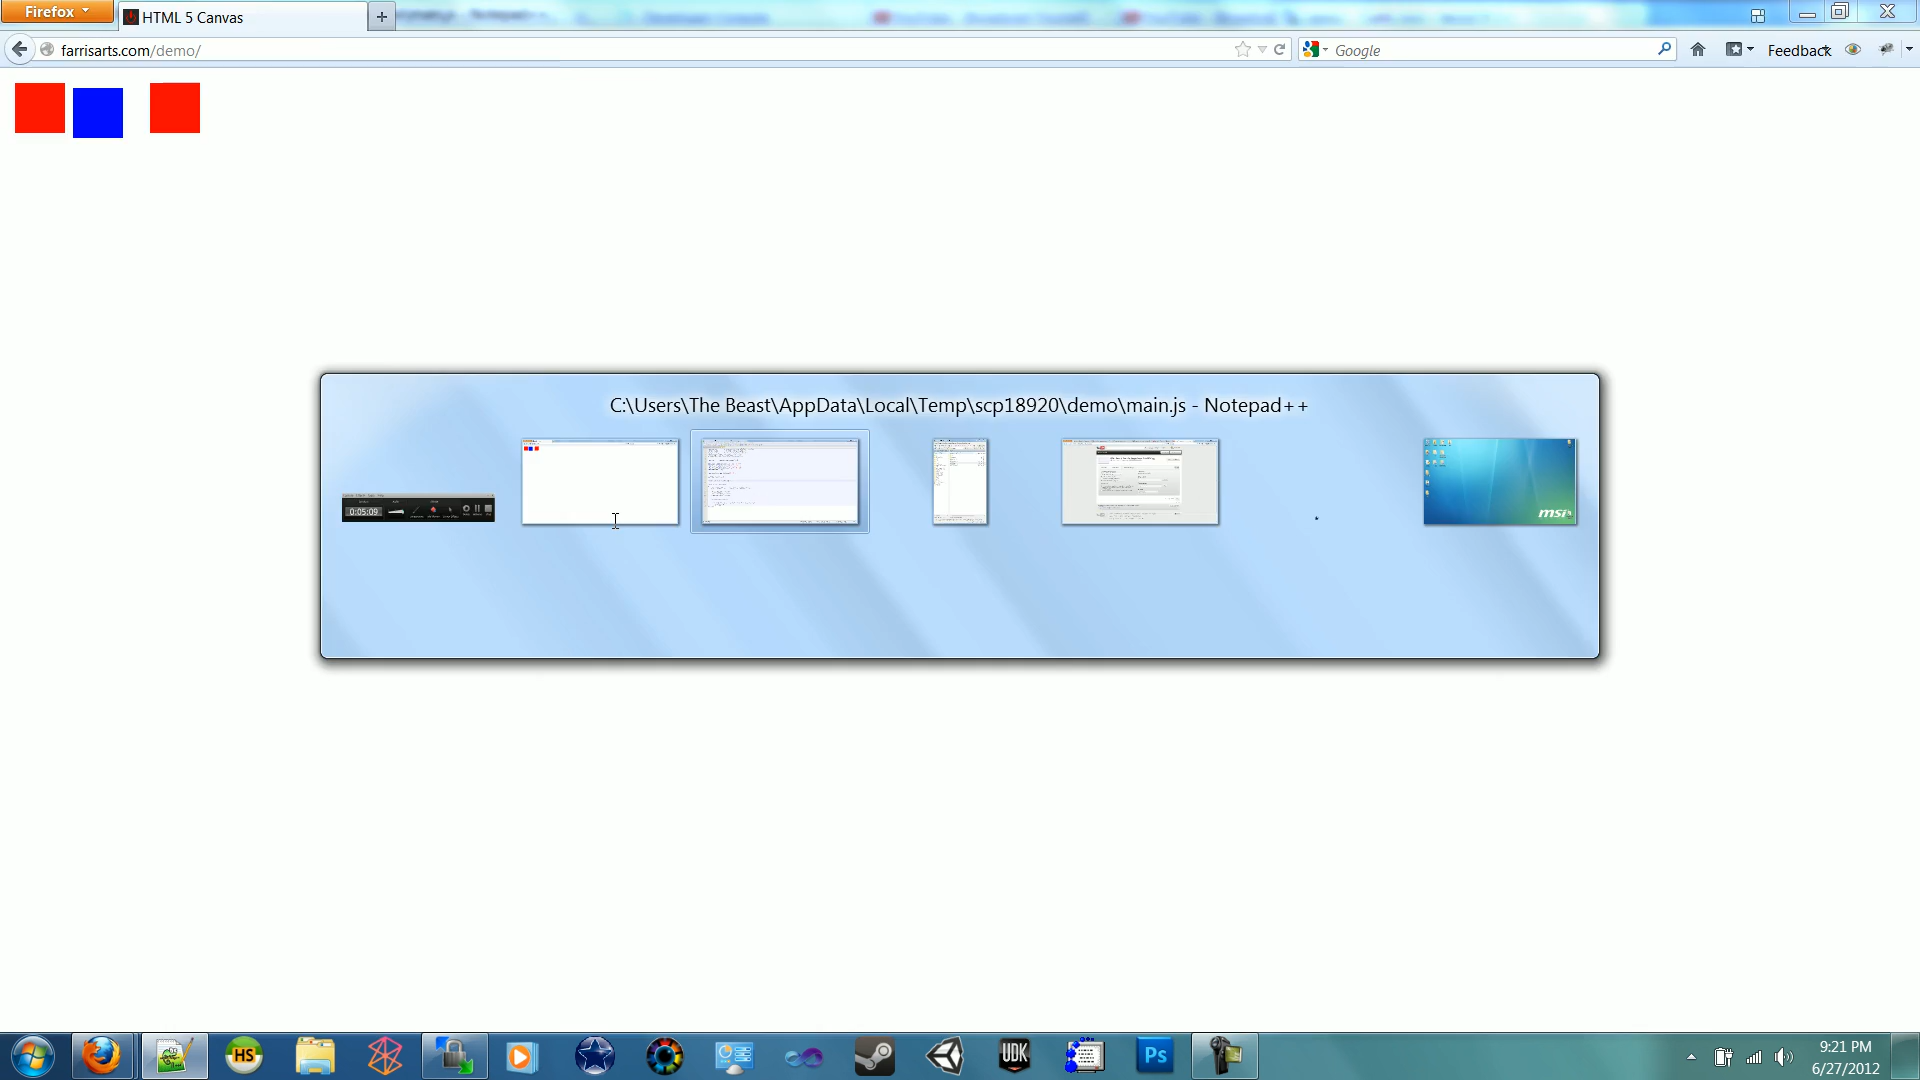 Firefox
HTML 5 Canvas
farrisarts.com/demo/
Google
Feedback
C:\Users\The Beast\AppData\Local\Temp\scp18920\demo\main.js - Notepad++
0:05:09
msi
HS
UDK
Ps
9:21 PM
6/27/2012